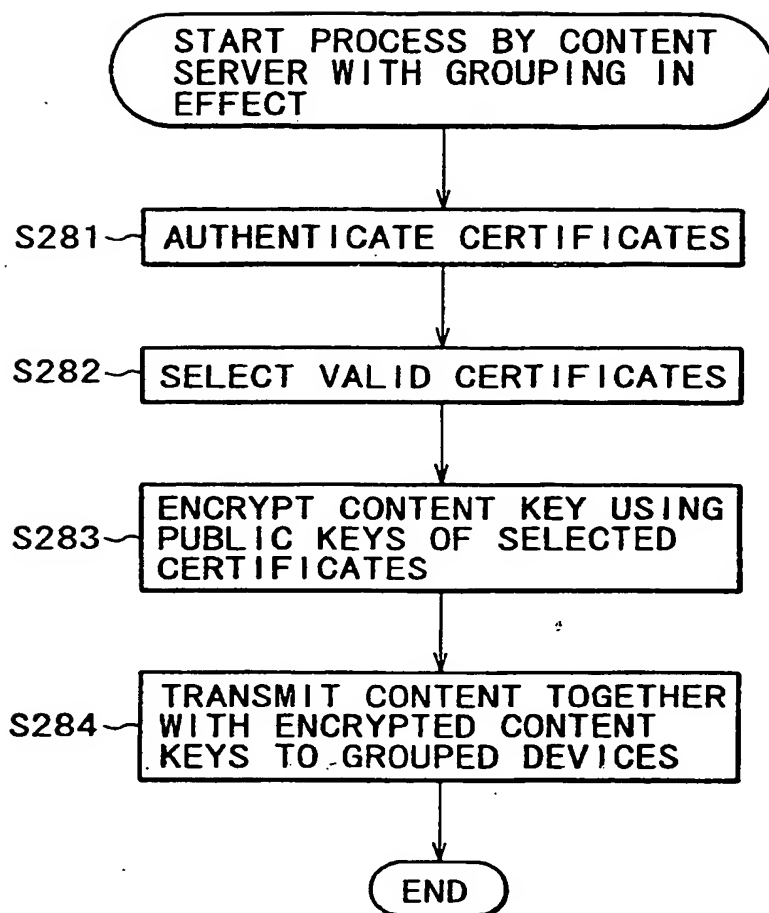 START PROCESS BY CONTENT
SERVER WITH GROUPING IN
EFFECT
S281
AUTHENTICATE CERTIFICATES
S282
SELECT VALID CERTIFICATES
S283
ENCRYPT CONTENT KEY USING
PUBLIC KEYS OF SELECTED
CERTIFICATES
S284
TRANSMIT CONTENT TOGETHER
WITH ENCRYPTED CONTENT
KEYS TO GROUPED DEVICES
END